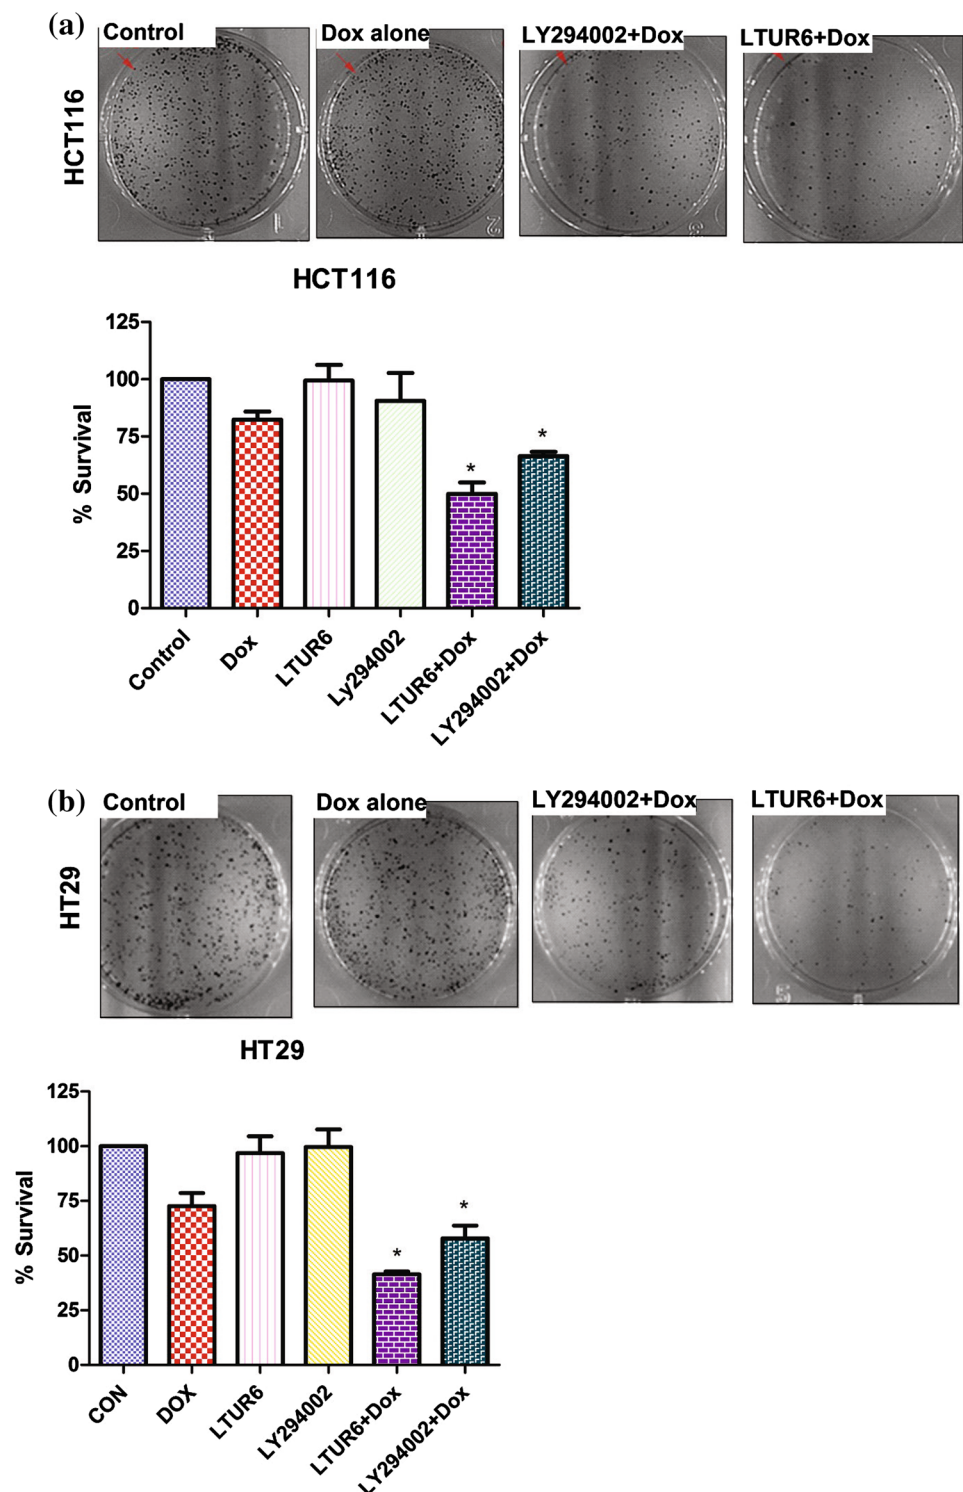 (a)
Control
Dox alone
LY294002+Dox
LTUR6+Dox
HCT116
HCT116
% Survival
125
100
75
50
25
0
*
*
Control
Dox
LTUR6
Ly294002
LTUR6+Dox
LY294002+Dox
(b)
Control
Dox alone
LY294002+Dox
LTUR6+Dox
HT29
HT29
% Survival
125
100
75
50
25
0
*
*
CON
DOX
LTUR6
LY294002
LTUR6+Dox
LY294002+Dox